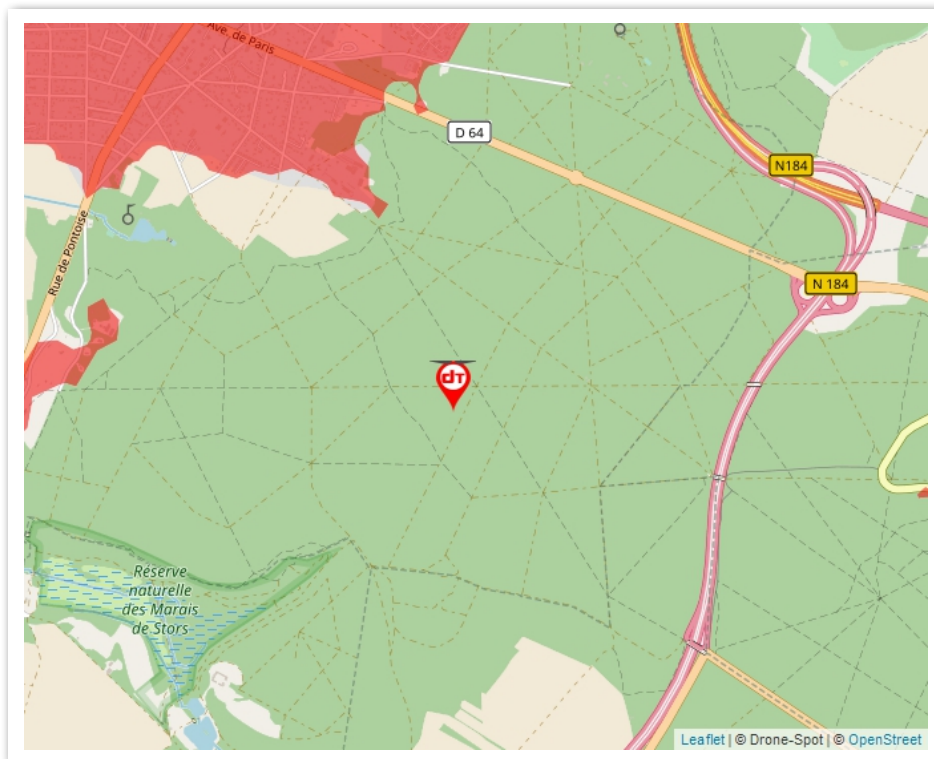 Ave. de Paris
D 64
N184
Rue de Pontoise
N 184
dT
Réserve
naturelle
des Marais
de Stors
Leaflet | © Drone-Spot | © OpenStreet